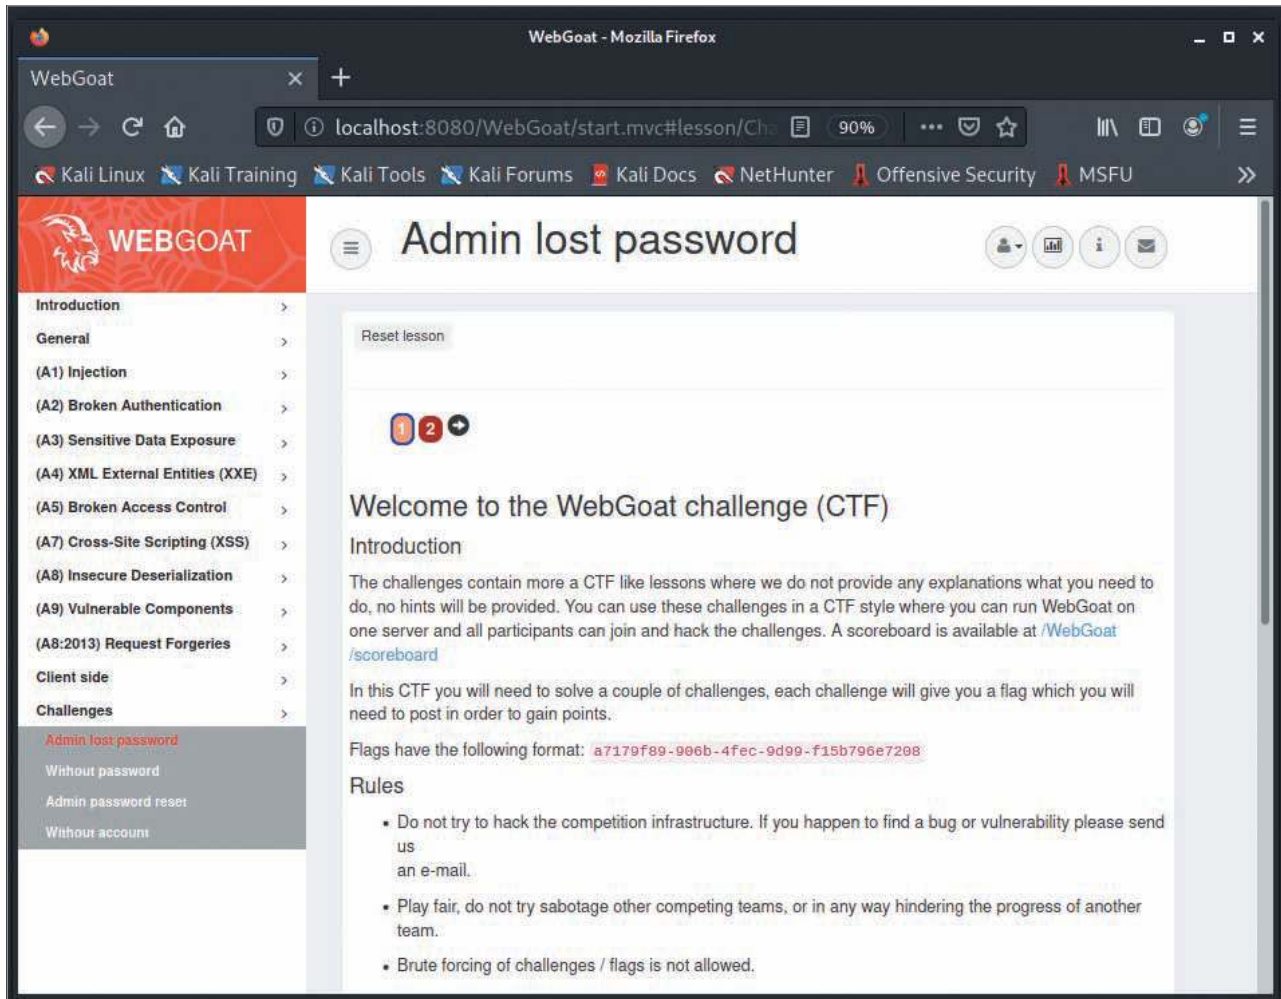 WebGoat - Mozilla Firefox
WebGoat
localhost:8080/WebGoat/start.mvc#lesson/Cha
90%
Kali Linux Kali Training Kali Tools Kali Forums Kali Docs NetHunter Offensive Security MSFU
WEBGOAT
Admin lost password
Introduction
General
(A1) Injection
(A2) Broken Authentication
(A3) Sensitive Data Exposure
(A4) XML External Entities (XXE)
(A5) Broken Access Control
(A7) Cross-Site Scripting (XSS)
(A8) Insecure Deserialization
(A9) Vulnerable Components
(A8:2013) Request Forgeries
Client side
Challenges
Admin lost password
Without password
Admin password reset
Without account
Reset lesson
1 2
Welcome to the WebGoat challenge (CTF)
Introduction
The challenges contain more a CTF like lessons where we do not provide any explanations what you need to
do, no hints will be provided. You can use these challenges in a CTF style where you can run WebGoat on
one server and all participants can join and hack the challenges. A scoreboard is available at /WebGoat
/scoreboard
In this CTF you will need to solve a couple of challenges, each challenge will give you a flag which you will
need to post in order to gain points.
Flags have the following format: a7179f89-906b-4fec-9d99-f15b796e7208
Rules
• Do not try to hack the competition infrastructure. If you happen to find a bug or vulnerability please send
us
an e-mail.
• Play fair, do not try sabotage other competing teams, or in any way hindering the progress of another
team.
• Brute forcing of challenges / flags is not allowed.